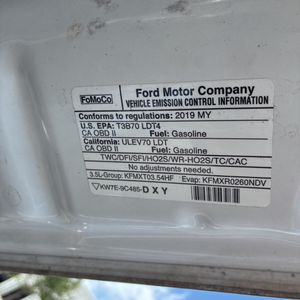 FoMoCo
Ford Motor Company
VEHICLE EMISSION CONTROL INFORMATION
Conforms to regulations: 2019 MY
U.S. EPA: T3B70 LDT4
CA OBD II Fuel: Gasoline
California: ULEV70 LDT
CA OBD II Fuel: Gasoline
TWC/DFI/SFI/HO2S/WR-HO2S/TC/CAC
No adjustments needed.
3.5L-Group: KFMXT03.54HF Evap: KFMXR0260NDV
KW7E-9C485-DXY